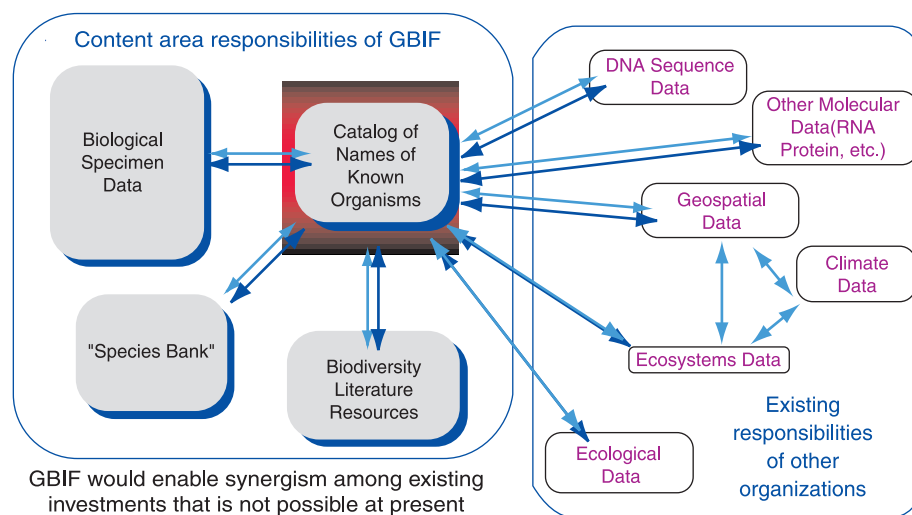 Content area responsibilities of GBIF
Biological
Specimen
Data
Catalog of
Names of
Known
Organisms
"Species Bank"
Biodiversity
Literature
Resources
GBIF would enable synergism among existing
investments that is not possible at present
DNA Sequence
Data
Other Molecular
Data(RNA
Protein, etc.)
Geospatial
Data
Climate
Data
Ecosystems Data
Ecological
Data
Existing
responsibilities
of other
organizations